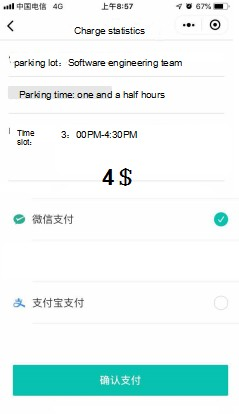 中国电信 4G 上午8:57 67%
Charge statistics
parking lot：Software engineering team
Parking time: one and a half hours
Time slot： 3：00PM-4:30PM
4 $
微信支付
支付宝支付
确认支付